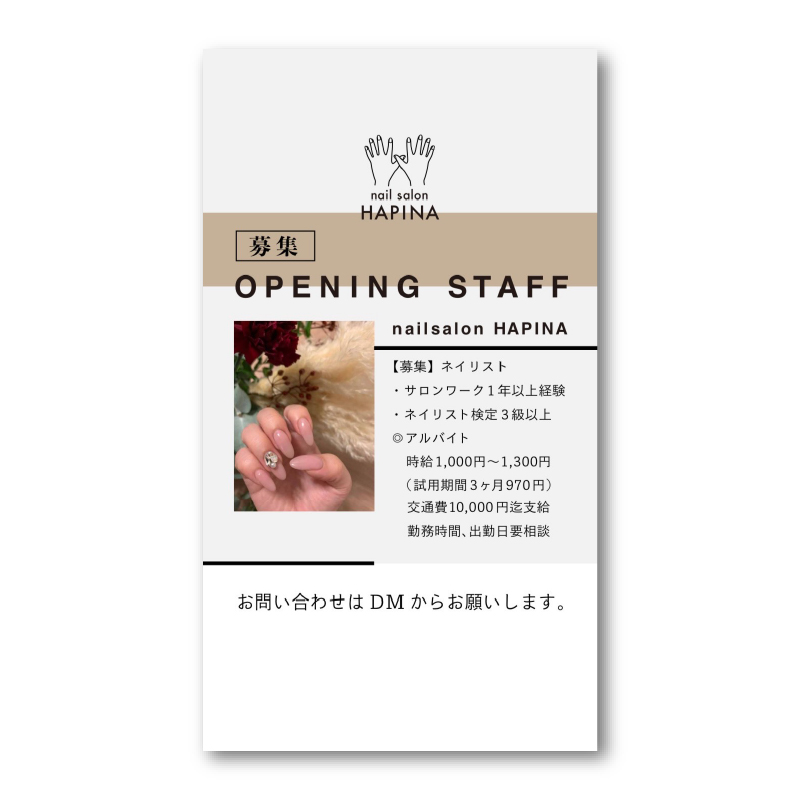 nail salon
HAPINA
募集
OPENING STAFF
nailsalon HAPINA
【募集】ネイリスト
・サロンワーク1年以上経験
・ネイリスト検定3級以上
◎アルバイト
時給1,000円〜1,300円
（試用期間3ヶ月970円）
交通費10,000円迄支給
勤務時間、出勤日要相談
お問い合わせはDMからお願いします。